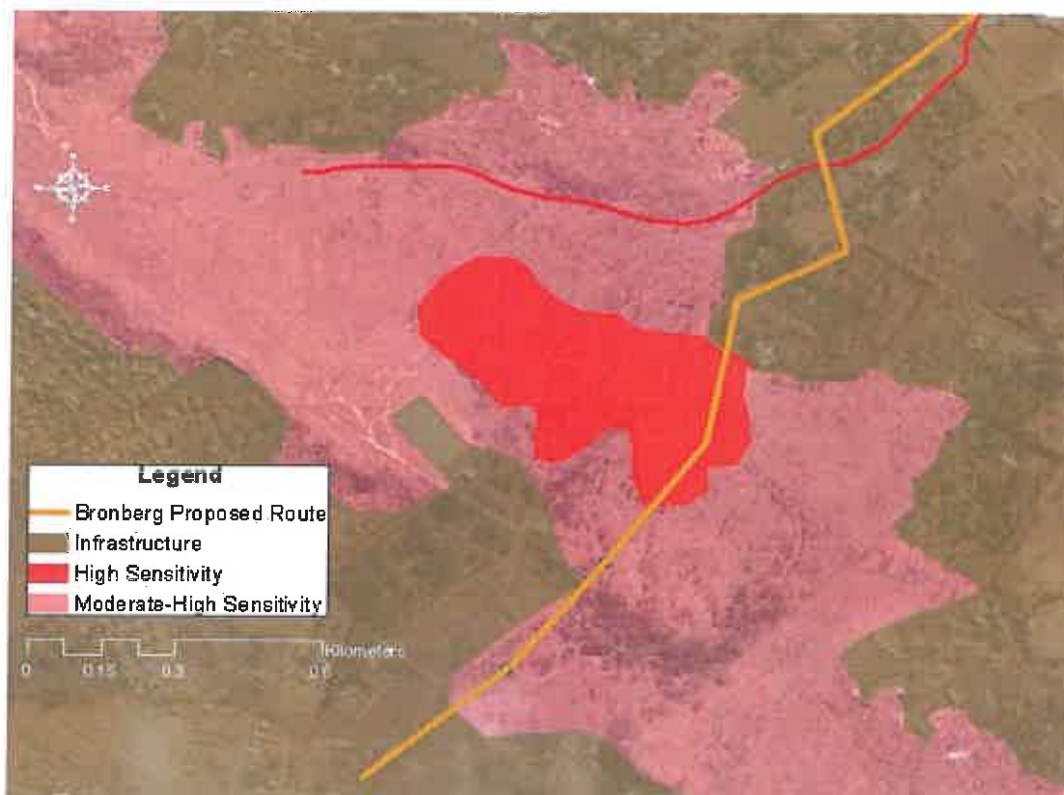 Legend
Bronberg Proposed Route
Infrastructure
High Sensitivity
Moderate-High Sensitivity
Kilometers
0 0.15 0.3 0.6